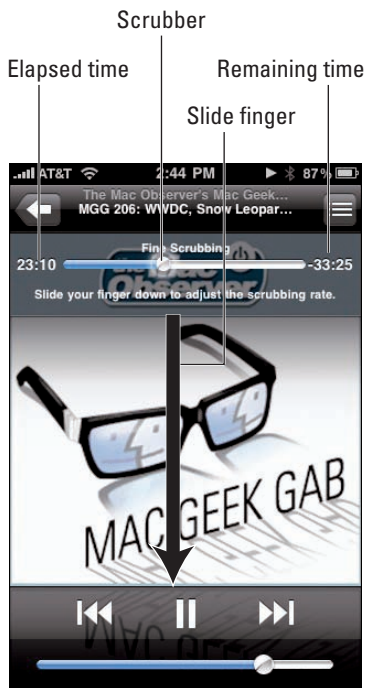 Scrubber
Elapsed time
Remaining time
Slide finger
AT&T 2:44 PM 87%
The Mac Observer's Mac Geek...
MGG 206: WWDC, Snow Leopar...
Fine Scrubbing
23:10 -33:25
the Mac
Observer
Slide your finger down to adjust the scrubbing rate.
MAC GEEK GAB